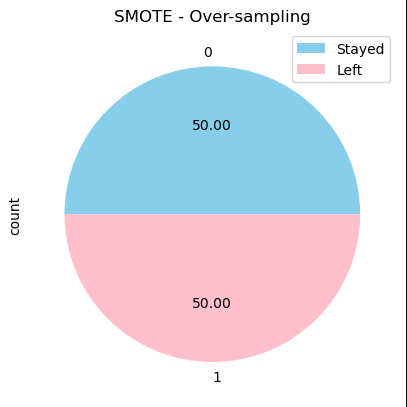 SMOTE - Over-sampling
0
Stayed
Left
50.00
count
50.00
1